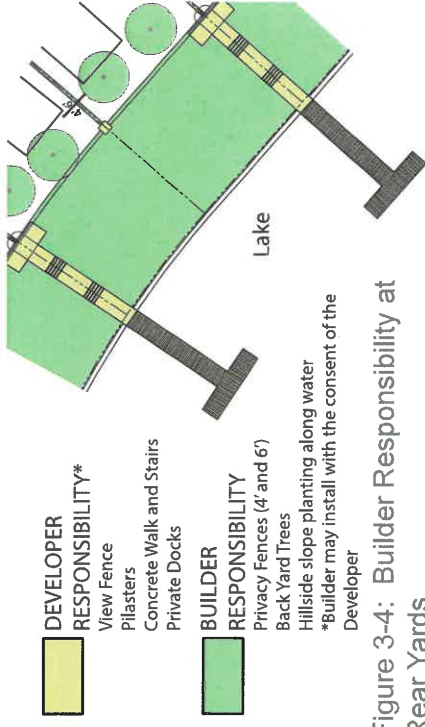 4'
6'
Lake
DEVELOPER
RESPONSIBILITY*
View Fence
Pilasters
Concrete Walk and Stairs
Private Docks
BUILDER
RESPONSIBILITY
Privacy Fences (4' and 6')
Back Yard Trees
Hillside slope planting along water
*Builder may install with the consent of the
Developer
Figure 3-4: Builder Responsibility at
Rear Yards